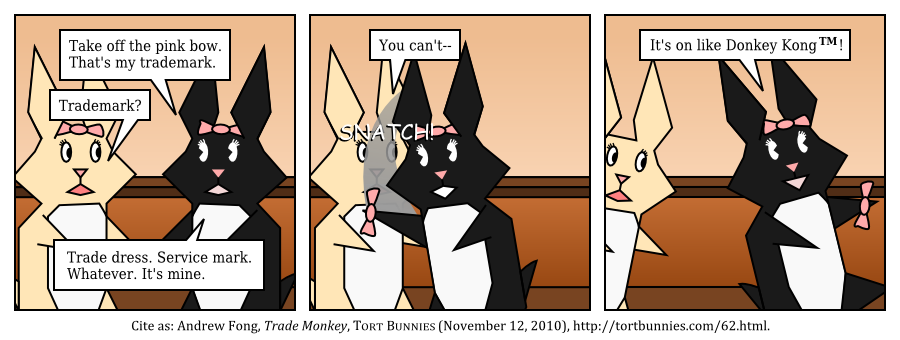 Take off the pink bow.
That's my trademark.
Trademark?
Trade dress. Service mark.
Whatever. It's mine.
You can't--
SNATCH!
It's on like Donkey Kong™!
Cite as: Andrew Fong, Trade Monkey, TORT BUNNIES (November 12, 2010), http://tortbunnies.com/62.html.